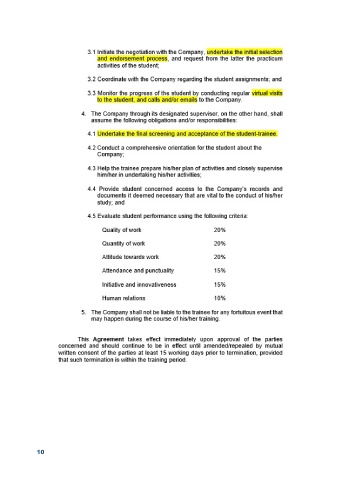 3.1 Initiate the negotiation with the Company, undertake the initial selection
and endorsement process, and request from the latter the practicum
activities of the student;
3.2 Coordinate with the Company regarding the student assignments; and
3.3 Monitor the progress of the student by conducting regular virtual visits
to the student, and calls and/or emails to the Company.
4. The Company through its designated supervisor, on the other hand, shall
assume the following obligations and/or responsibilities:
4.1 Undertake the final screening and acceptance of the student-trainee.
4.2 Conduct a comprehensive orientation for the student about the
Company;
4.3 Help the trainee prepare his/her plan of activities and closely supervise
him/her in undertaking his/her activities;
4.4 Provide student concerned access to the Company's records and
documents it deemed necessary that are vital to the conduct of his/her
study; and
4.5 Evaluate student performance using the following criteria:
Quality of work 20%
Quantity of work 20%
Attitude towards work 20%
Attendance and punctuality 15%
Initiative and innovativeness 15%
Human relations 10%
5. The Company shall not be liable to the trainee for any fortuitous event that
may happen during the course of his/her training.
This Agreement takes effect immediately upon approval of the parties
concerned and should continue to be in effect until amended/repealed by mutual
written consent of the parties at least 15 working days prior to termination, provided
that such termination is within the training period.
10